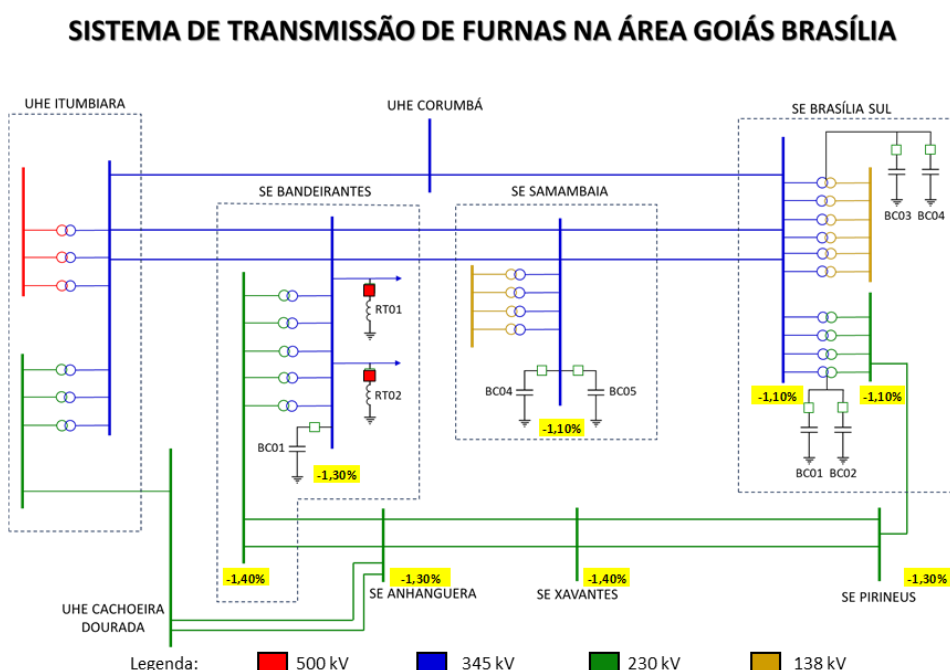 SISTEMA DE TRANSMISSÃO DE FURNAS NA ÁREA GOIÁS BRASÍLIA
UHE ITUMBIARA
UHE CORUMBÁ
SE BRASÍLIA SUL
SE BANDEIRANTES
SE SAMAMBAIA
BC03
BC04
RT01
RT02
BC04
BC05
-1,10%
-1,10%
-1,10%
BC01
-1,30%
BC01
BC02
-1,40%
-1,30%
-1,40%
-1,30%
SE ANHANGUERA
SE XAVANTES
SE PIRINEUS
UHE CACHOEIRA
DOURADA
Legenda:
500 kV
345 kV
230 kV
138 kV